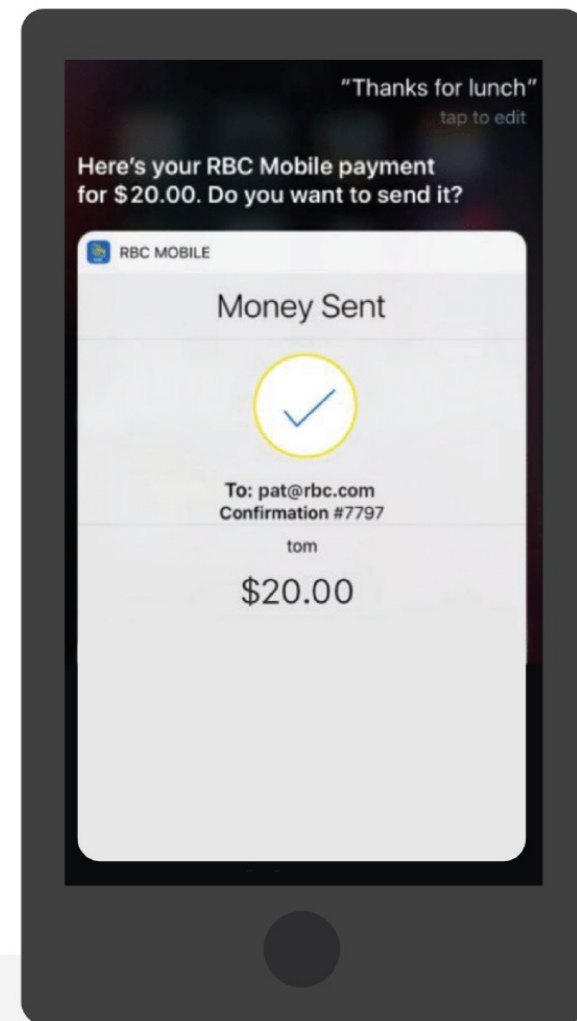 “Thanks for lunch”
tap to edit
Here’s your RBC Mobile payment
for $20.00. Do you want to send it?
RBC MOBILE
Money Sent
To: pat@rbc.com
Confirmation #7797
tom
$20.00